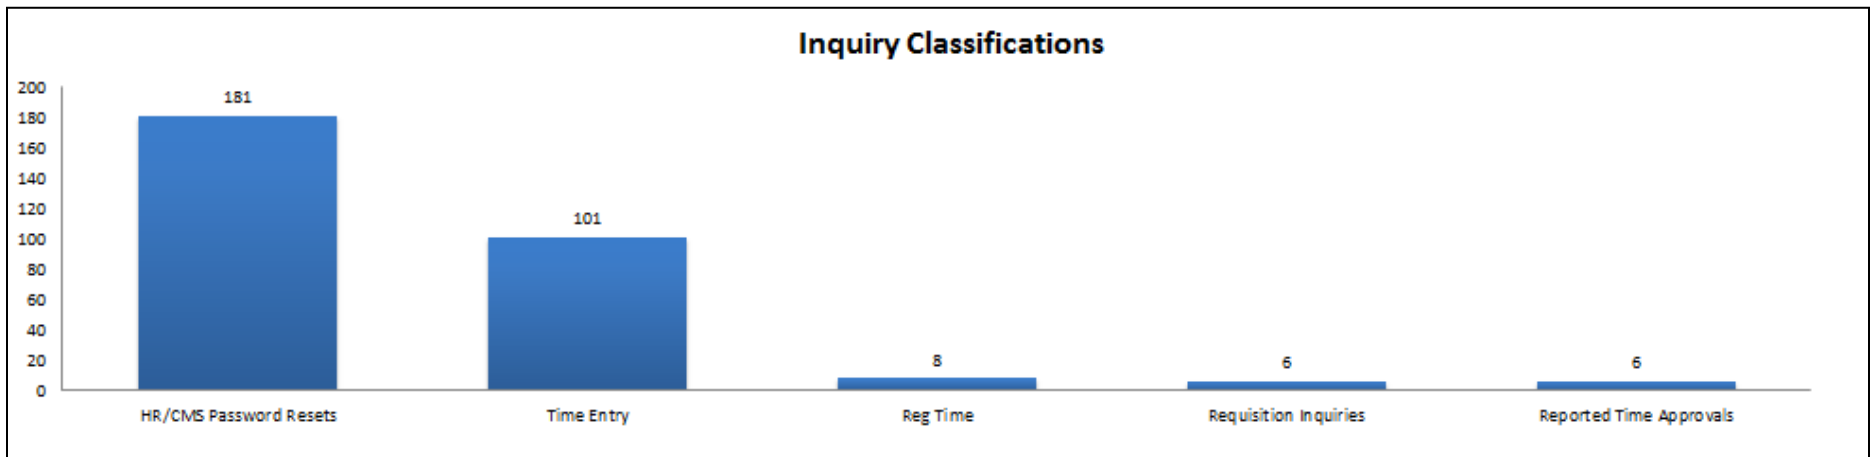 Inquiry Classifications
200
180
160
140
120
100
80
60
40
20
0
181
101
8
6
6
HR/CMS Password Resets
Time Entry
Reg Time
Requisition Inquiries
Reported Time Approvals